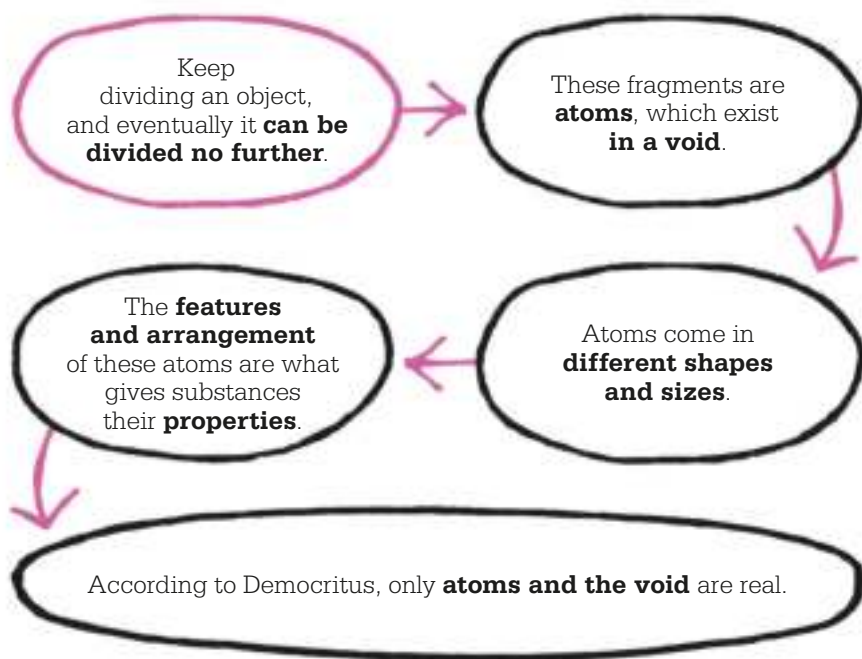 Keep
dividing an object,
and eventually it can be
divided no further.
These fragments are
atoms, which exist
in a void.
Atoms come in
different shapes
and sizes.
The features
and arrangement
of these atoms are what
gives substances
their properties.
According to Democritus, only atoms and the void are real.